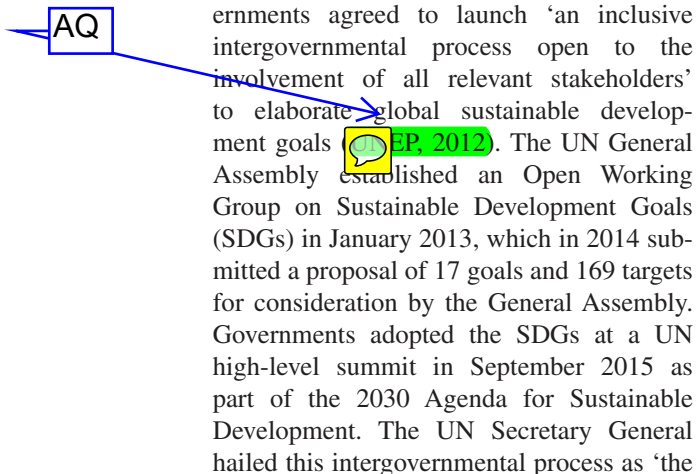 AQ
ernments agreed to launch ‘an inclusive
intergovernmental process open to the
involvement of all relevant stakeholders’
to elaborate global sustainable develop-
ment goals (UNEP, 2012). The UN General
Assembly established an Open Working
Group on Sustainable Development Goals
(SDGs) in January 2013, which in 2014 sub-
mitted a proposal of 17 goals and 169 targets
for consideration by the General Assembly.
Governments adopted the SDGs at a UN
high-level summit in September 2015 as
part of the 2030 Agenda for Sustainable
Development. The UN Secretary General
hailed this intergovernmental process as ‘the